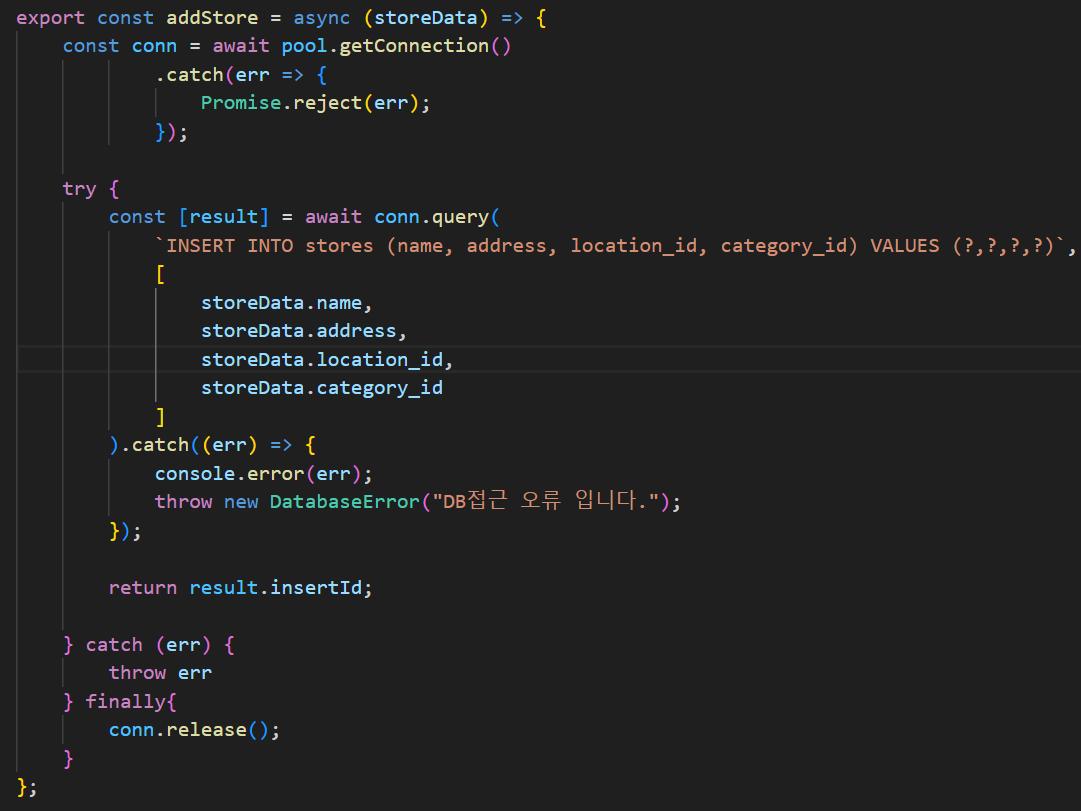 export const addStore = async (storeData) => {
    const conn = await pool.getConnection()
            .catch(err => {
                Promise.reject(err);
            });
    try {
        const [result] = await conn.query(
            `INSERT INTO stores (name, address, location_id, category_id) VALUES (?,?,?,?)`,
            [
                storeData.name,
                storeData.address,
                storeData.location_id,
                storeData.category_id
            ]
        ).catch((err) => {
            console.error(err);
            throw new DatabaseError("DB접근 오류 입니다.");
        });
        return result.insertId;
    } catch (err) {
        throw err
    } finally{
        conn.release();
    }
};